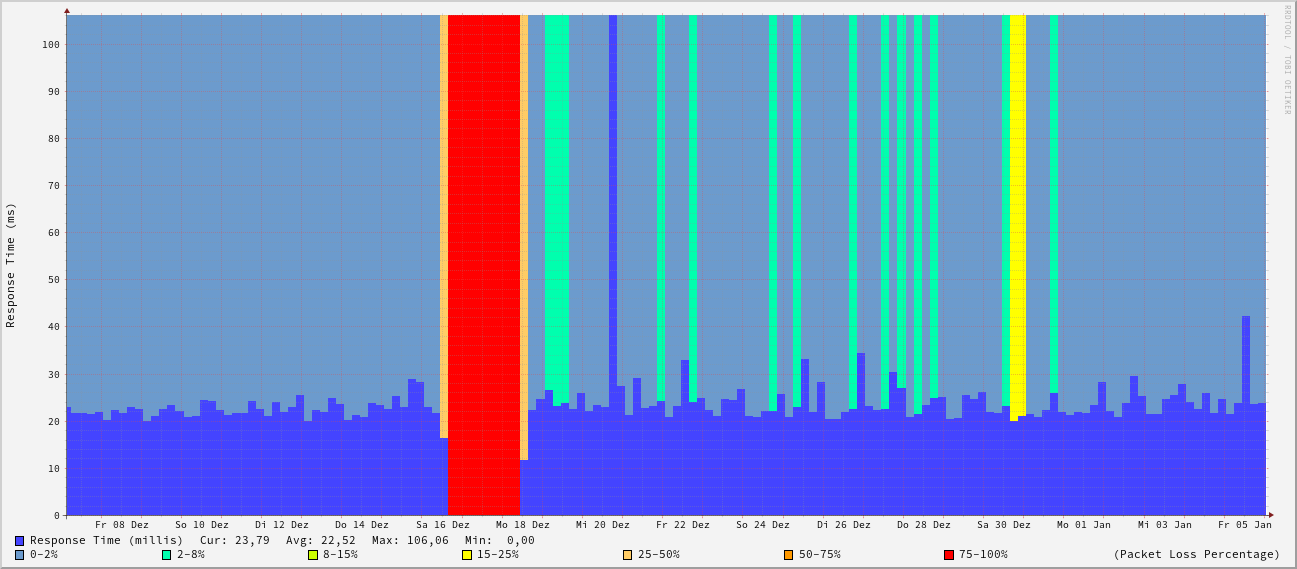 RRDTOOL / TOBI OETIKER
Response Time (ms)
100
90
80
70
60
50
40
30
20
10
0
Fr 08 Dez So 10 Dez Di 12 Dez Do 14 Dez Sa 16 Dez Mo 18 Dez Mi 20 Dez Fr 22 Dez So 24 Dez Di 26 Dez Do 28 Dez Sa 30 Dez Mo 01 Jan Mi 03 Jan Fr 05 Jan
Response Time (millis) Cur: 23,79 Avg: 22,52 Max: 106,06 Min: 0,00
0-2% 2-8% 8-15% 15-25% 25-50% 50-75% 75-100% (Packet Loss Percentage)